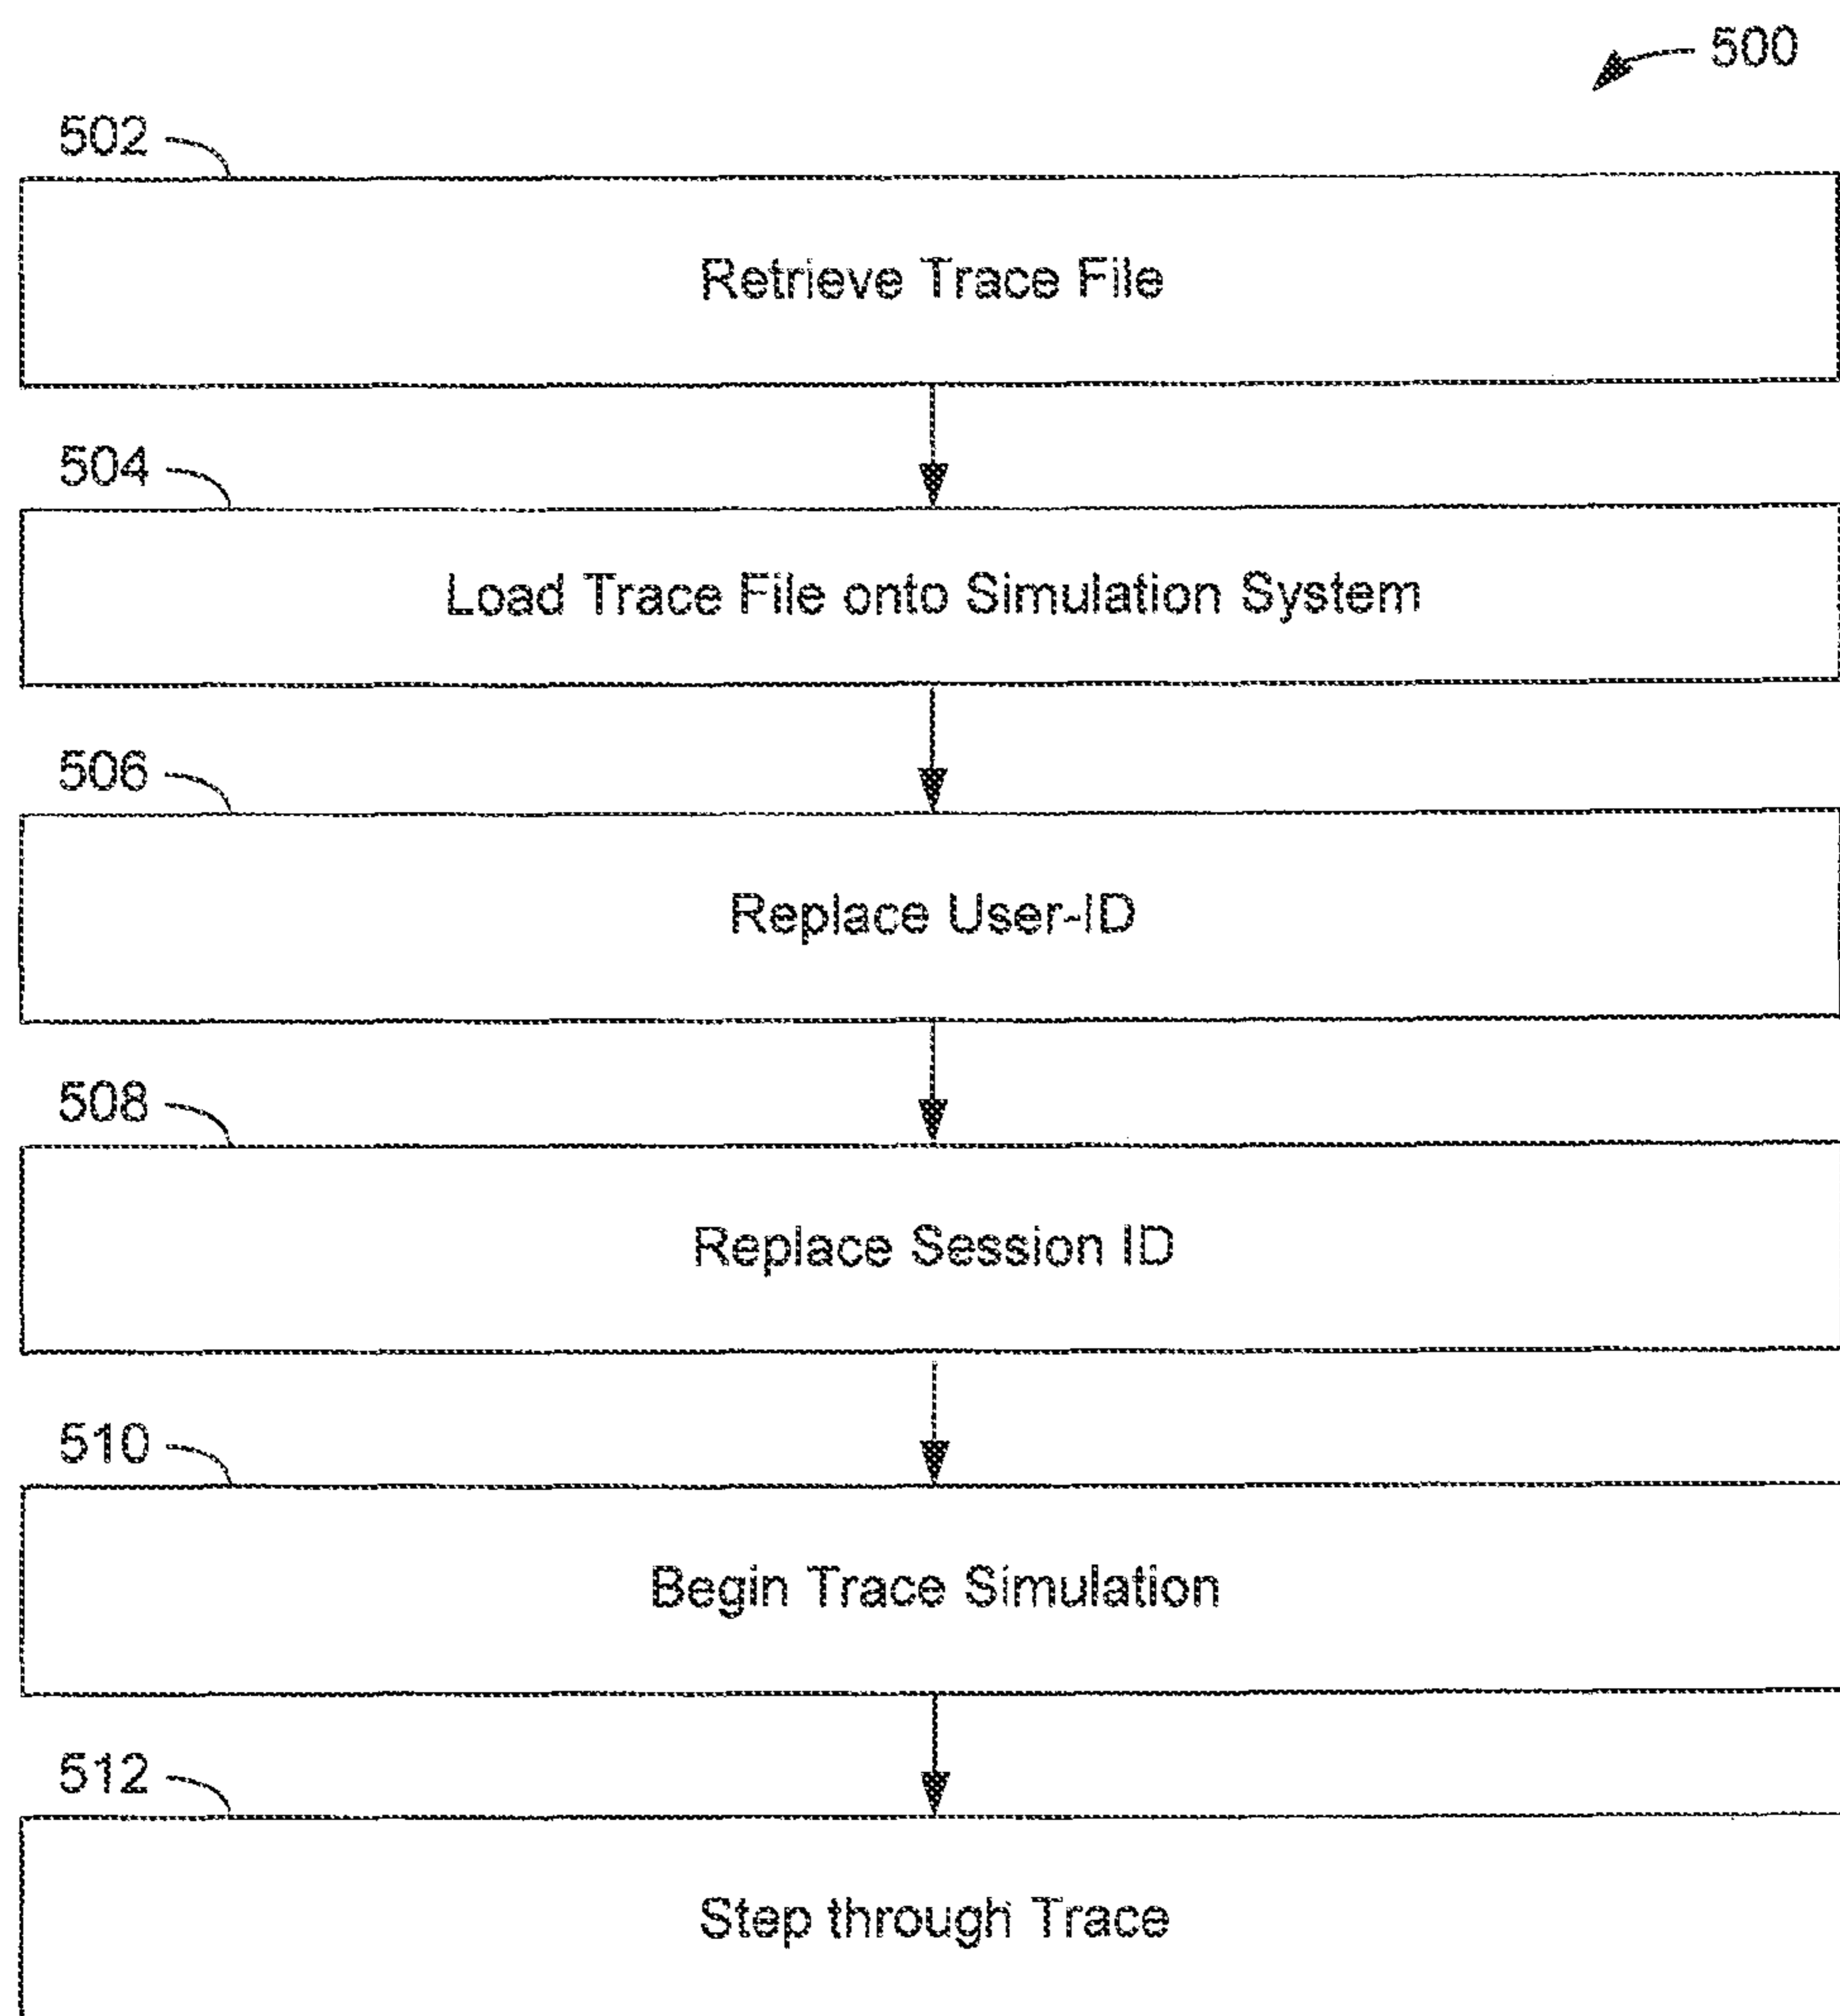 500
502
Retrieve Trace File
504
Load Trace File onto Simulation System
506
Replace User-ID
508
Replace Session ID
510
Begin Trace Simulation
512
Step through Trace